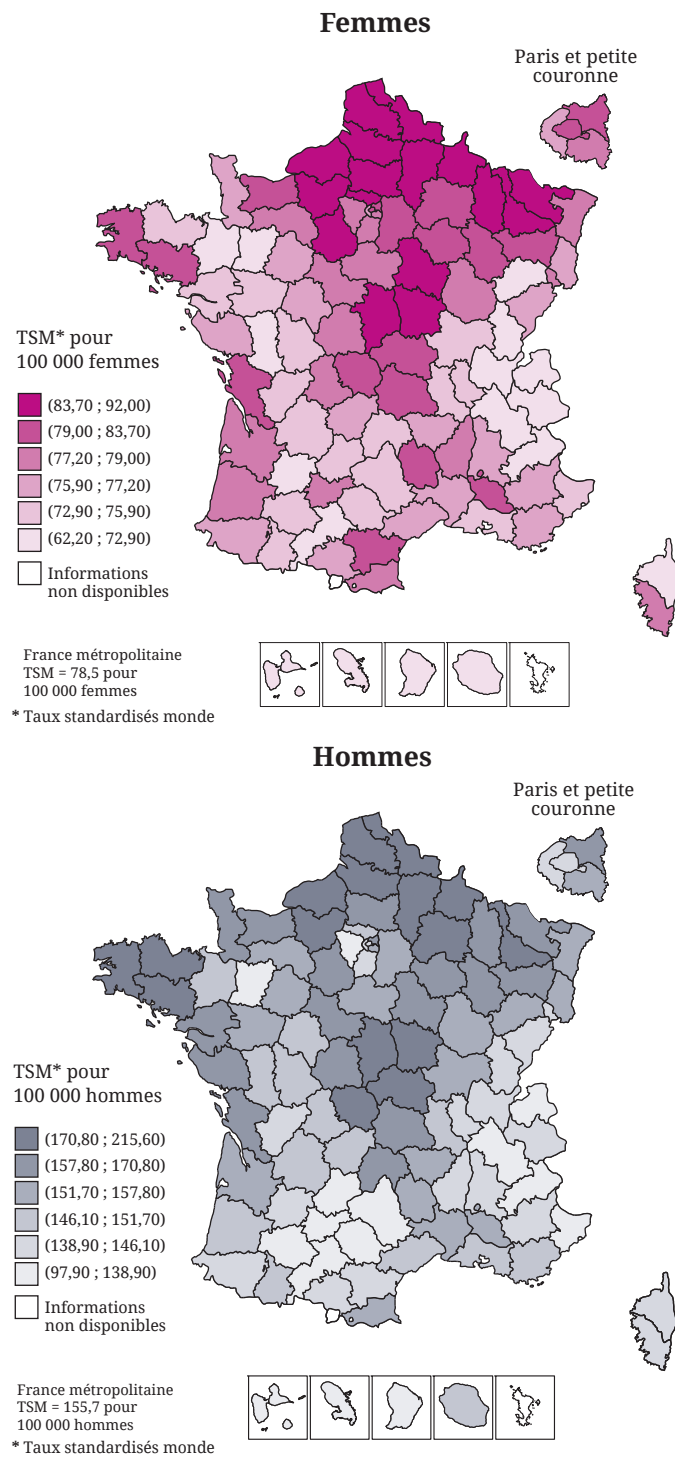 Femmes
Paris et petite
couronne
TSM* pour
100 000 femmes
(83,70 ; 92,00)
(79,00 ; 83,70)
(77,20 ; 79,00)
(75,90 ; 77,20)
(72,90 ; 75,90)
(62,20 ; 72,90)
Informations
non disponibles
France métropolitaine
TSM = 78,5 pour
100 000 femmes
* Taux standardisés monde
Hommes
Paris et petite
couronne
TSM* pour
100 000 hommes
(170,80 ; 215,60)
(157,80 ; 170,80)
(151,70 ; 157,80)
(146,10 ; 151,70)
(138,90 ; 146,10)
(97,90 ; 138,90)
Informations
non disponibles
France métropolitaine
TSM = 155,7 pour
100 000 hommes
* Taux standardisés monde